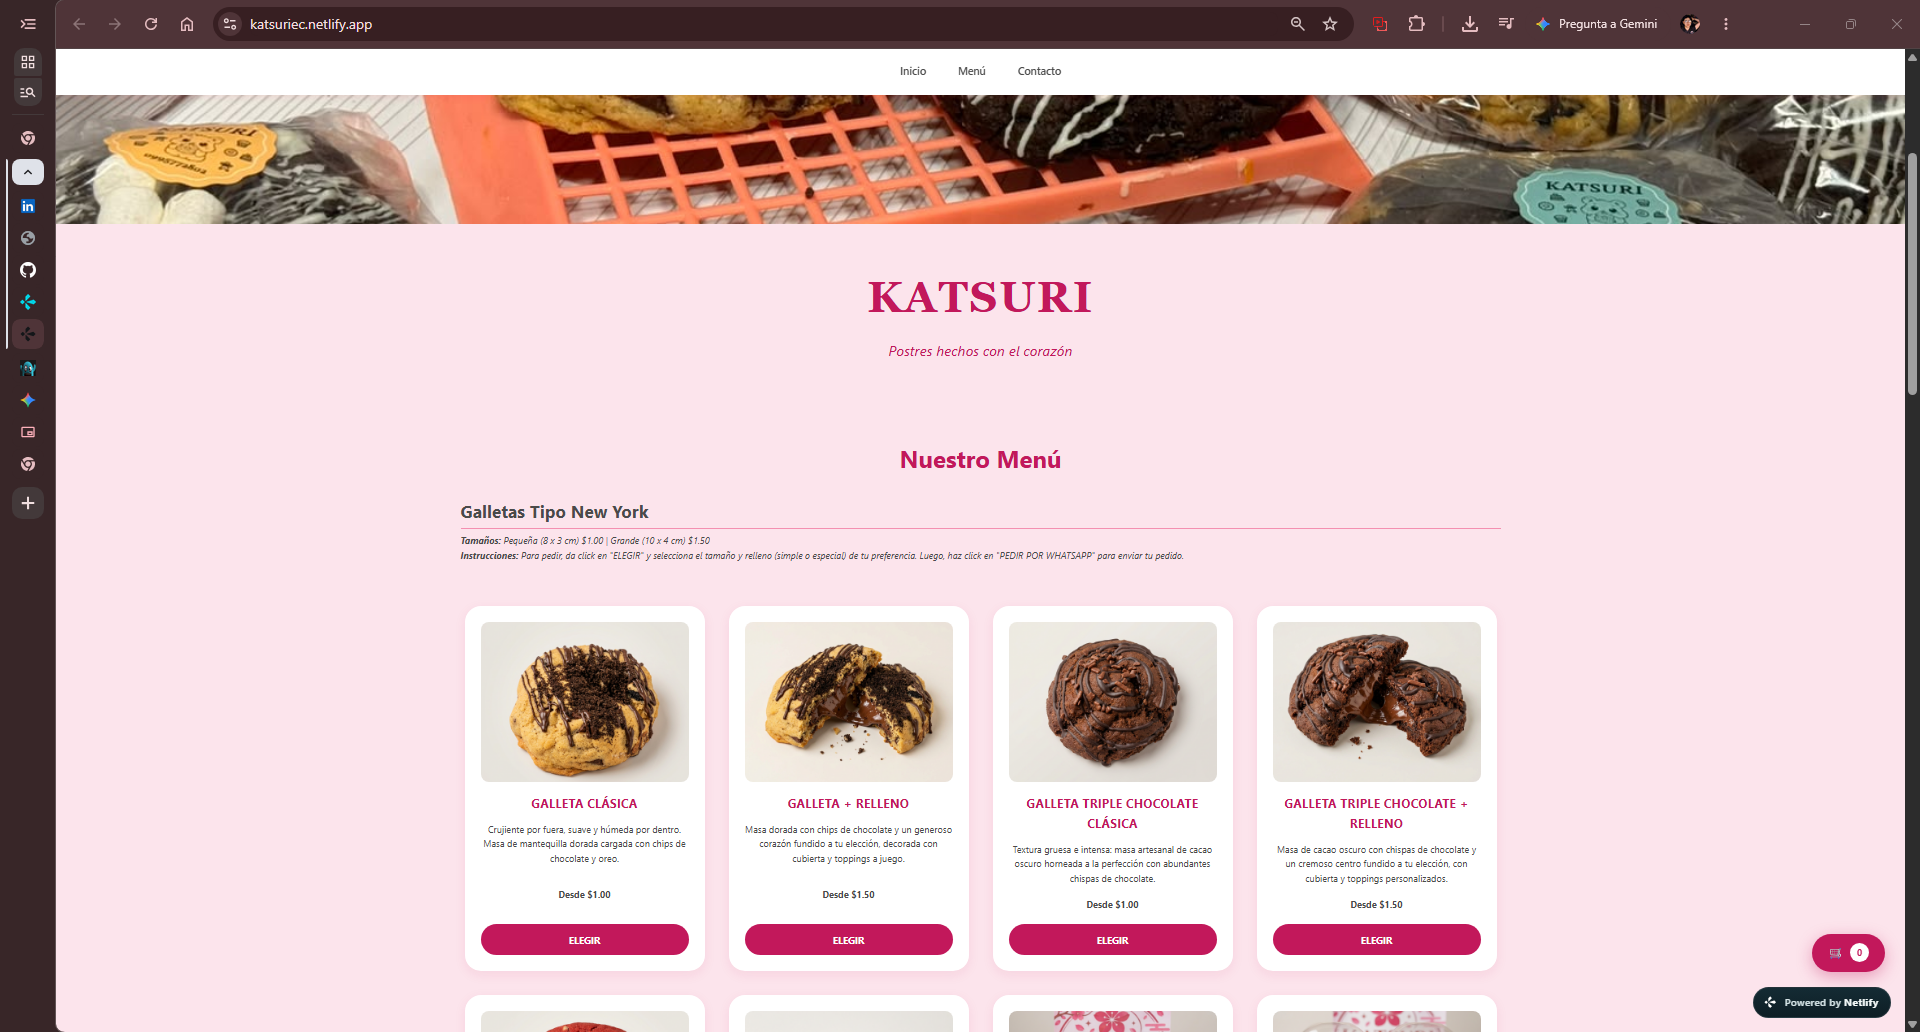 katsuriec.netlify.app
Pregunta a Gemini
Inicio
Menú
Contacto
KATSURI
KATSURI
KATSURI
Postres hechos con el corazón
Nuestro Menú
Galletas Tipo New York
Tamaños: Pequeña (8 x 3 cm) $1.00 | Grande (10 x 4 cm) $1.50
Instrucciones: Para pedir, da click en "ELEGIR" y selecciona el tamaño y relleno (simple o especial) de tu preferencia. Luego, haz click en "PEDIR POR WHATSAPP" para enviar tu pedido.
GALLETA CLÁSICA
Crujiente por fuera, suave y húmeda por dentro.
Masa de mantequilla dorada cargada con chips de
chocolate y oreo.
Desde $1.00
ELEGIR
GALLETA + RELLENO
Masa dorada con chips de chocolate y un generoso
corazón fundido a tu elección, decorada con
cubierta y toppings a juego.
Desde $1.50
ELEGIR
GALLETA TRIPLE CHOCOLATE
CLÁSICA
Textura gruesa e intensa: masa artesanal de cacao
oscuro horneada a la perfección con abundantes
chispas de chocolate.
Desde $1.00
ELEGIR
GALLETA TRIPLE CHOCOLATE +
RELLENO
Masa de cacao oscuro con chispas de chocolate y
un cremoso centro fundido a tu elección, con
cubierta y toppings personalizados.
Desde $1.50
ELEGIR
0
Powered by Netlify